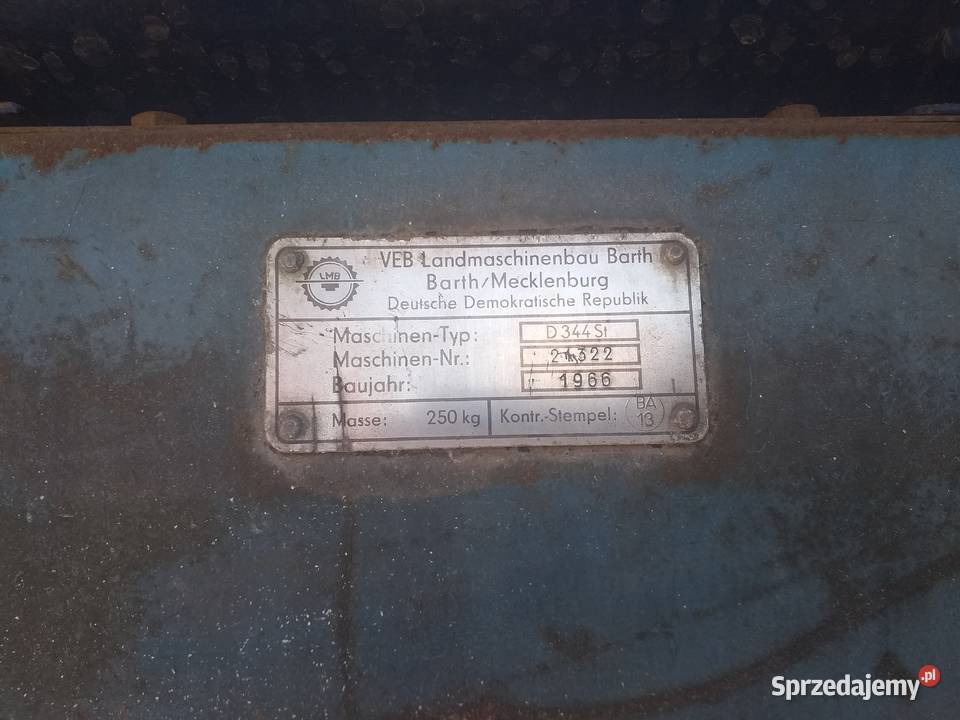 LMB
VEB Landmaschinenbau Barth
Barth/Mecklenburg
Deutsche Demokratische Republik
Maschinen-Typ: D 344 St
Maschinen-Nr.: 21322
Baujahr: 1966
Masse: 250 kg Kontr.-Stempel: BA 13
Sprzedajemy.pl